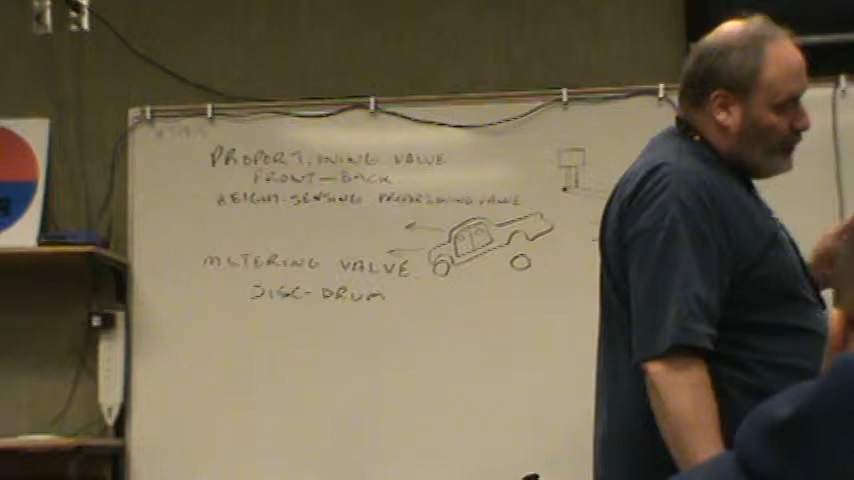 PROPORTIONING VALVE
FRONT-BACK
HEIGHT-SENSING PROPORTIONING VALVE
METERING VALVE
DISC-DRUM